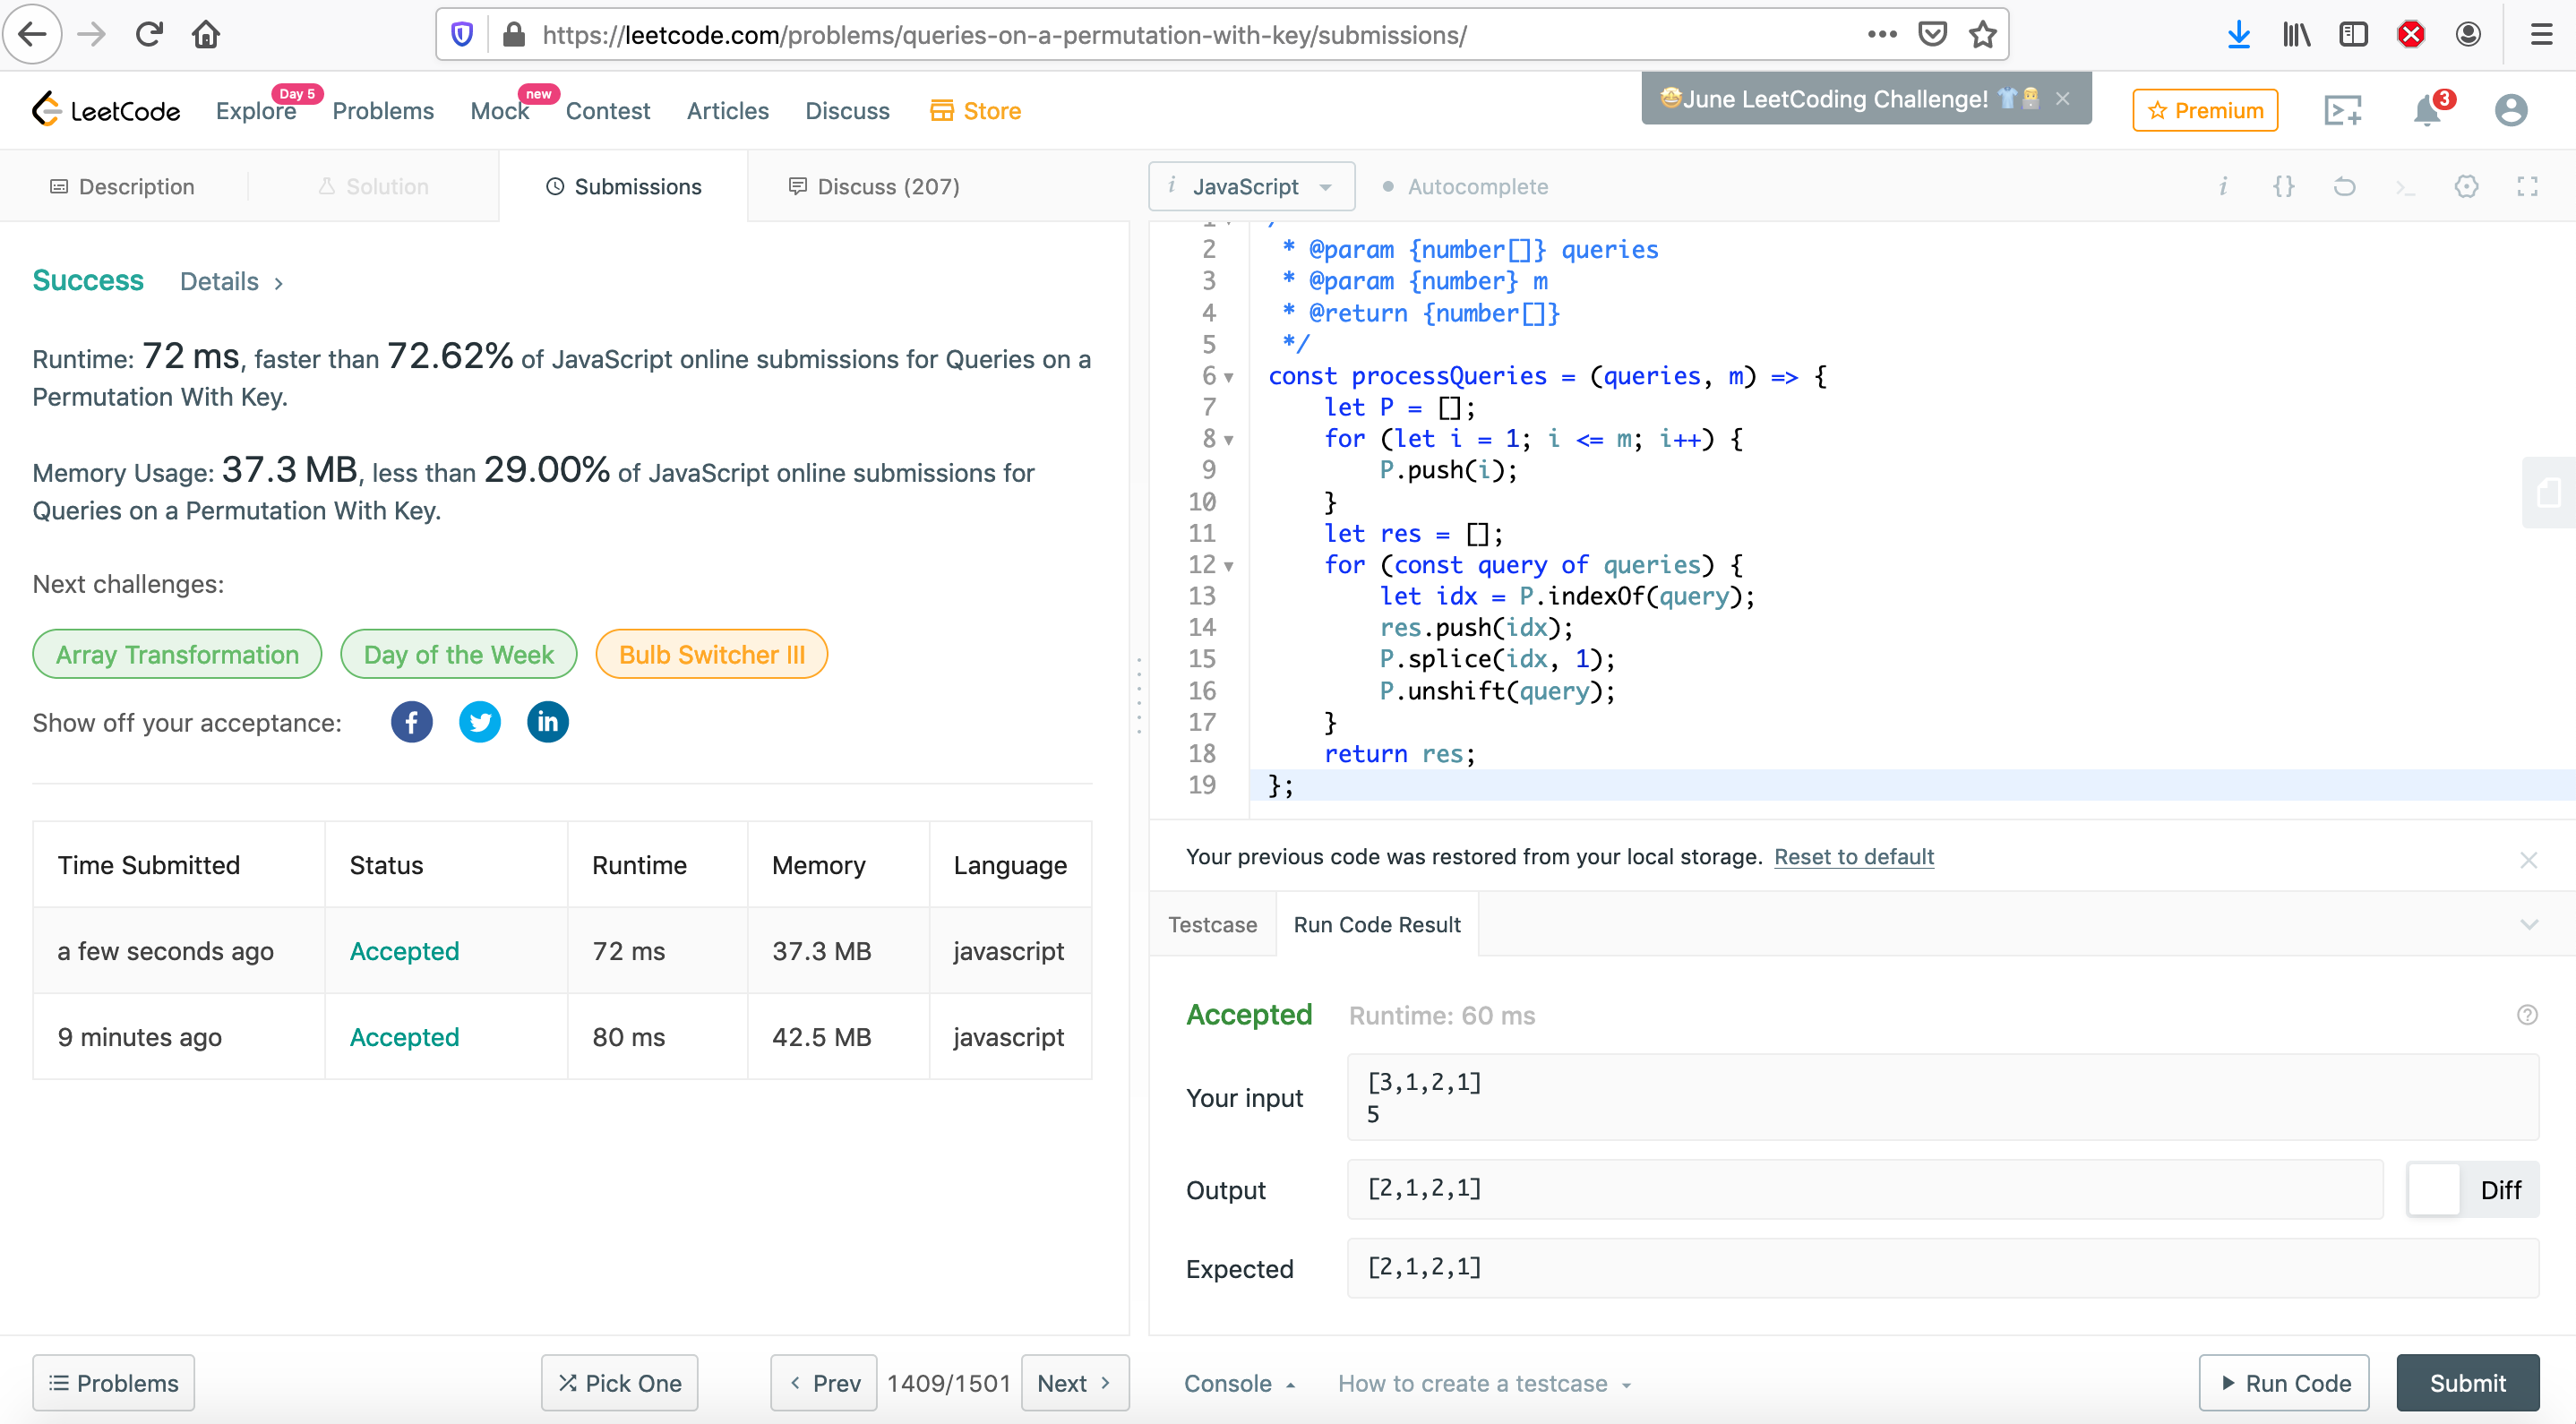 https://leetcode.com/problems/queries-on-a-permutation-with-key/submissions/
LeetCode
Explore
Day 5
Problems
Mock
new
Contest
Articles
Discuss
Store
🤩June LeetCoding Challenge! 👕
Premium
3
Description
Solution
Submissions
Discuss (207)
i JavaScript
Autocomplete
Success Details >
Runtime: 72 ms, faster than 72.62% of JavaScript online submissions for Queries on a
Permutation With Key.
Memory Usage: 37.3 MB, less than 29.00% of JavaScript online submissions for
Queries on a Permutation With Key.
Next challenges:
Array Transformation
Day of the Week
Bulb Switcher III
Show off your acceptance:
Time Submitted Status Runtime Memory Language
a few seconds ago Accepted 72 ms 37.3 MB javascript
9 minutes ago Accepted 80 ms 42.5 MB javascript
2 * @param {number[]} queries
3 * @param {number} m
4 * @return {number[]}
5 */
6 const processQueries = (queries, m) => {
7 let P = [];
8 for (let i = 1; i <= m; i++) {
9 P.push(i);
10 }
11 let res = [];
12 for (const query of queries) {
13 let idx = P.indexOf(query);
14 res.push(idx);
15 P.splice(idx, 1);
16 P.unshift(query);
17 }
18 return res;
19 };
Your previous code was restored from your local storage. Reset to default
Testcase
Run Code Result
Accepted Runtime: 60 ms
Your input
[3,1,2,1]
5
Output
[2,1,2,1]
Diff
Expected
[2,1,2,1]
Problems
Pick One
Prev
1409/1501
Next
Console
How to create a testcase
Run Code
Submit